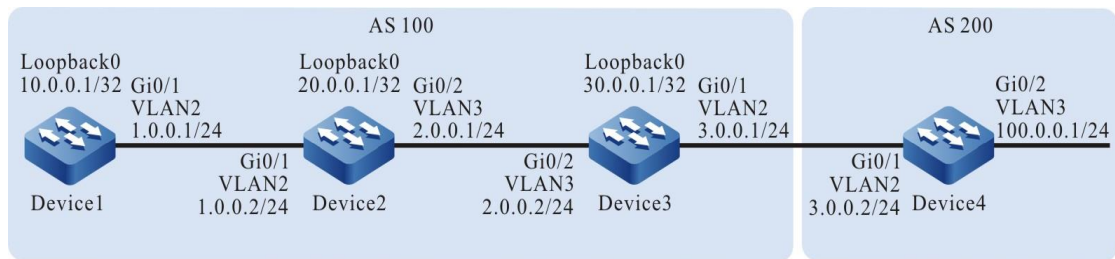 AS 100
AS 200
Loopback0
10.0.0.1/32
Gi0/1
VLAN2
1.0.0.1/24
Device1
Loopback0
20.0.0.1/32
Gi0/2
VLAN3
2.0.0.1/24
Gi0/1
VLAN2
1.0.0.2/24
Device2
Loopback0
30.0.0.1/32
Gi0/1
VLAN2
3.0.0.1/24
Gi0/2
VLAN3
2.0.0.2/24
Device3
Gi0/2
VLAN3
100.0.0.1/24
Gi0/1
VLAN2
3.0.0.2/24
Device4